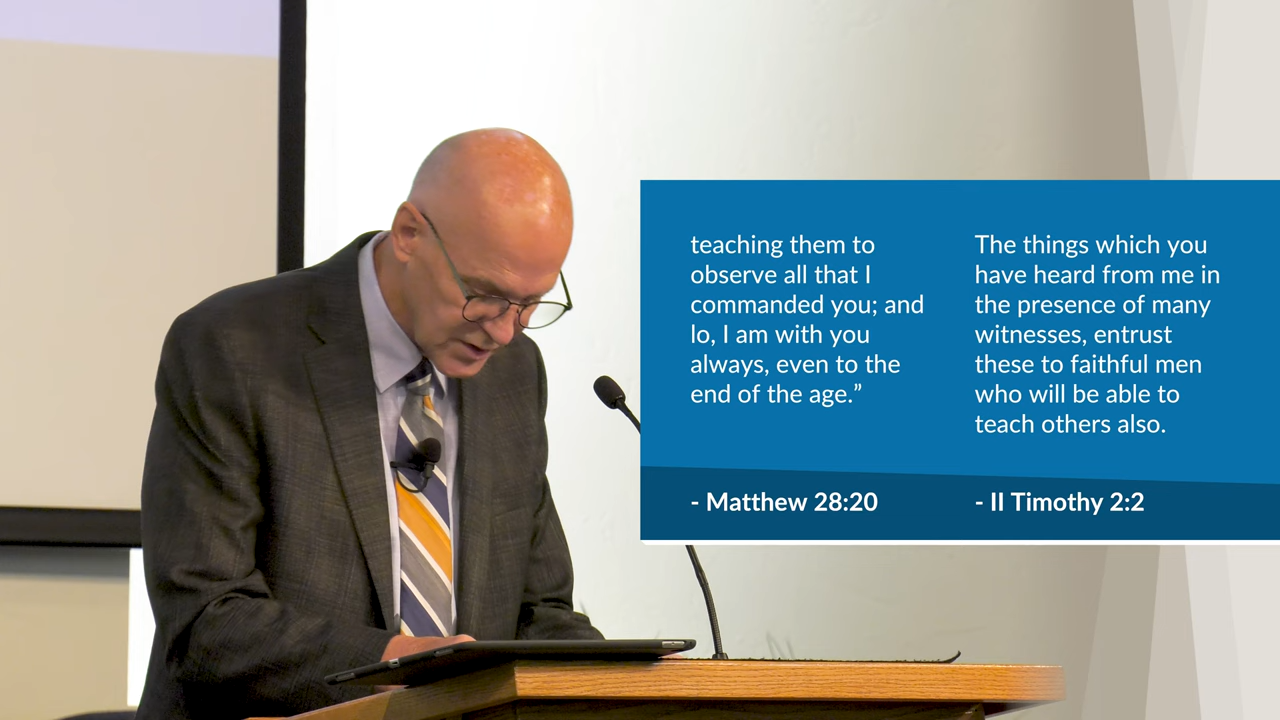 teaching them to
observe all that I
commanded you; and
lo, I am with you
always, even to the
end of the age.”
- Matthew 28:20
The things which you
have heard from me in
the presence of many
witnesses, entrust
these to faithful men
who will be able to
teach others also.
- II Timothy 2:2